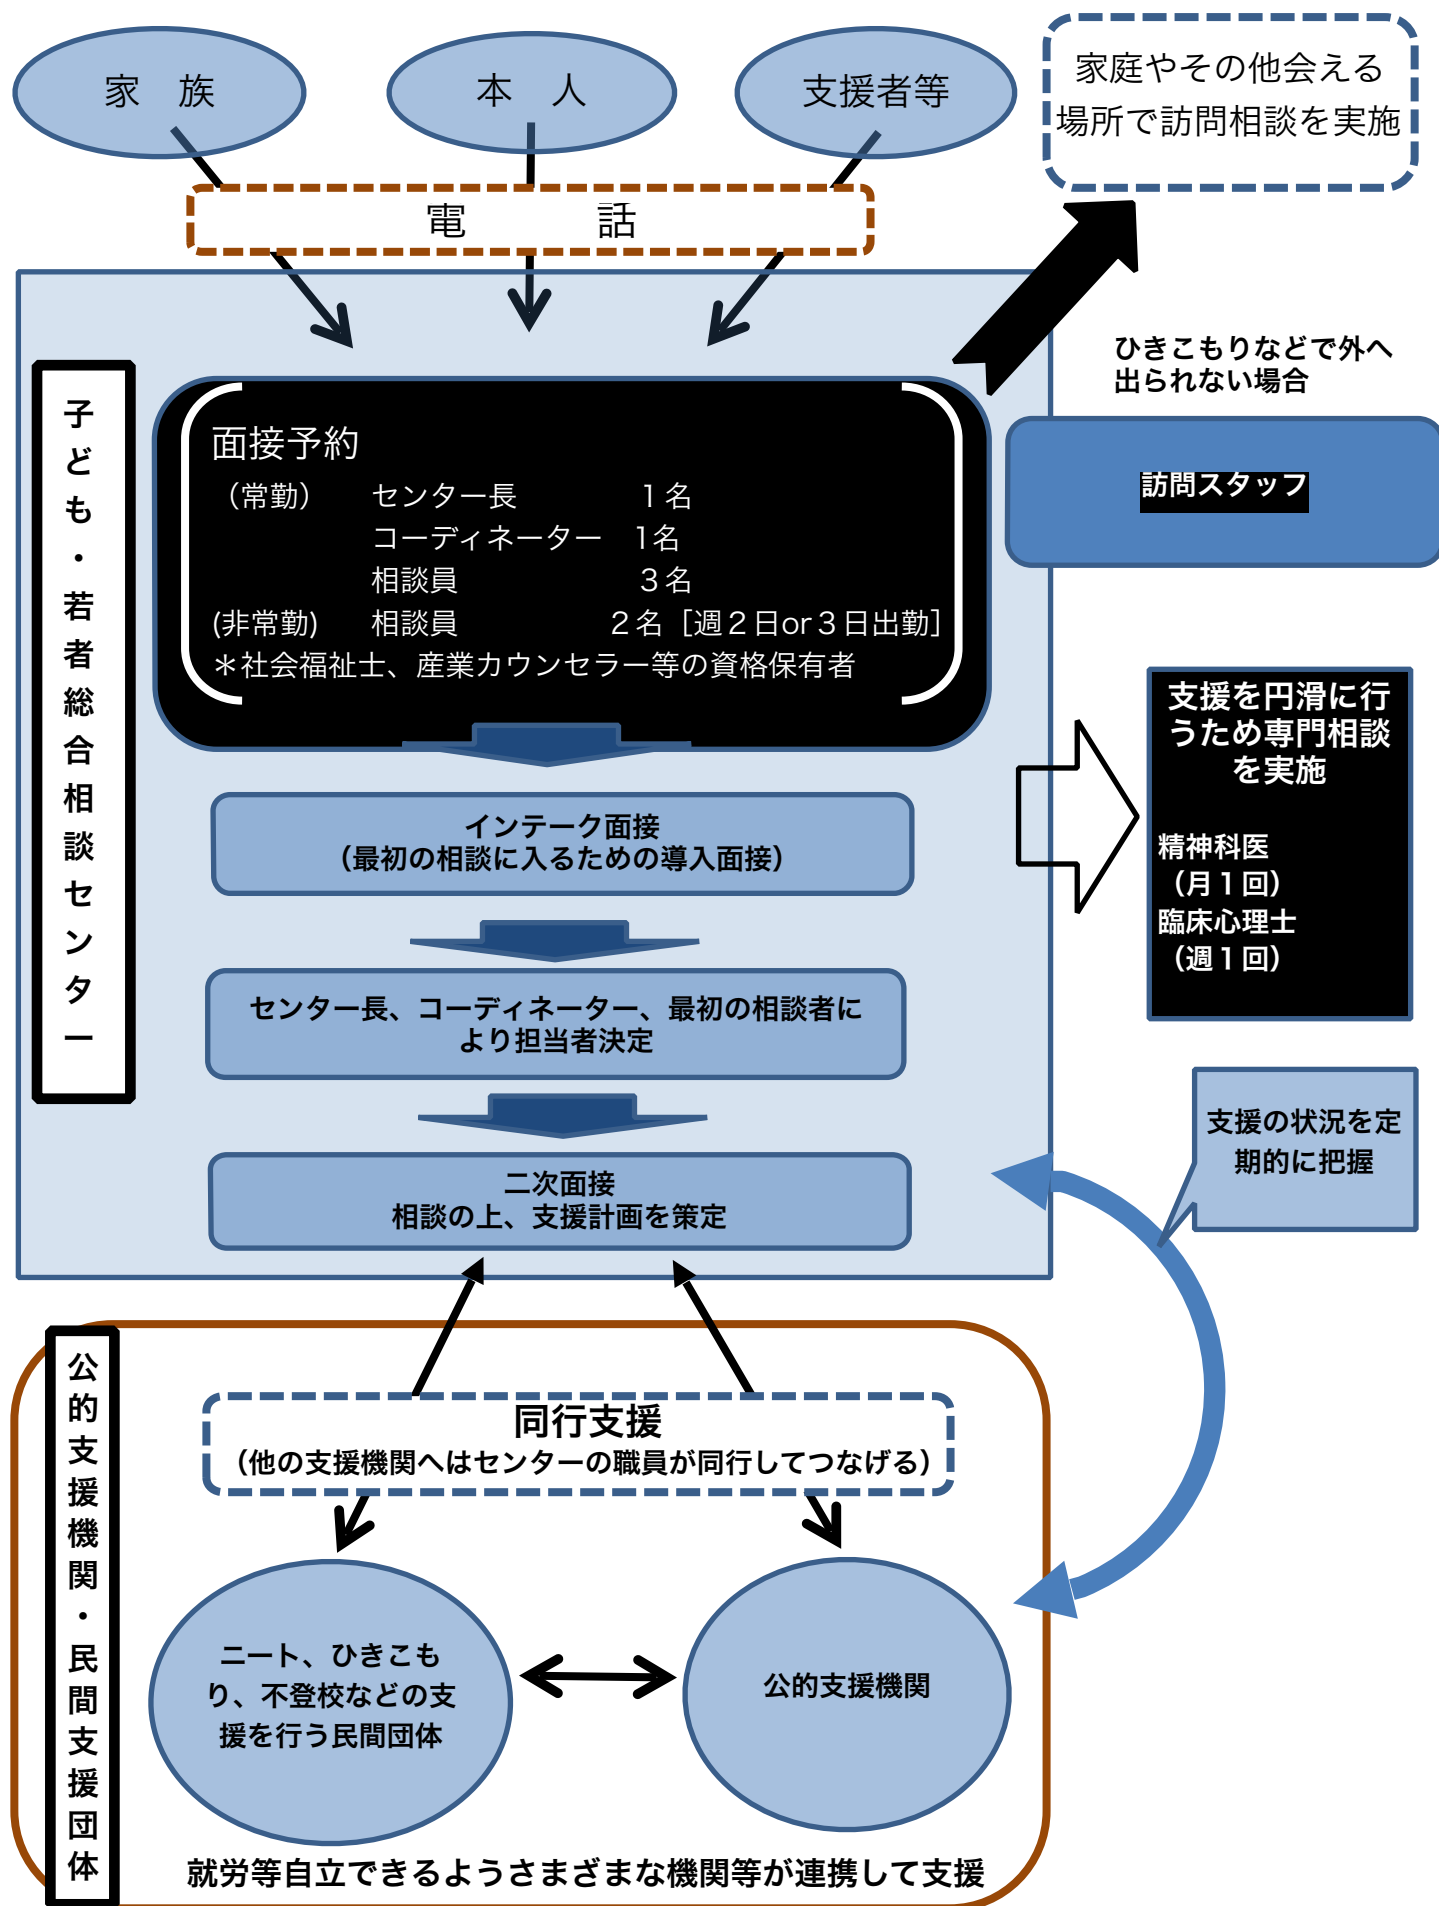 家　族
本　人
支援者等
家庭やその他会える
場所で訪問相談を実施
電　　　話
ひきこもりなどで外へ
出られない場合
訪問スタッフ
子ども・若者総合相談センター
面接予約
（常勤）　センター長　　　　１名
コーディネーター　1名
相談員　　　　　　３名
(非常勤)　相談員　　　　　２名［週２日or３日出勤］
＊社会福祉士、産業カウンセラー等の資格保有者
支援を円滑に行
うため専門相談
を実施
精神科医
（月１回）
臨床心理士
（週１回）
インテーク面接
（最初の相談に入るための導入面接）
センター長、コーディネーター、最初の相談者に
より担当者決定
支援の状況を定
期的に把握
二次面接
相談の上、支援計画を策定
公的支援機関・民間支援団体
同行支援
（他の支援機関へはセンターの職員が同行してつなげる）
ニート、ひきこも
り、不登校などの支
援を行う民間団体
公的支援機関
就労等自立できるようさまざまな機関等が連携して支援